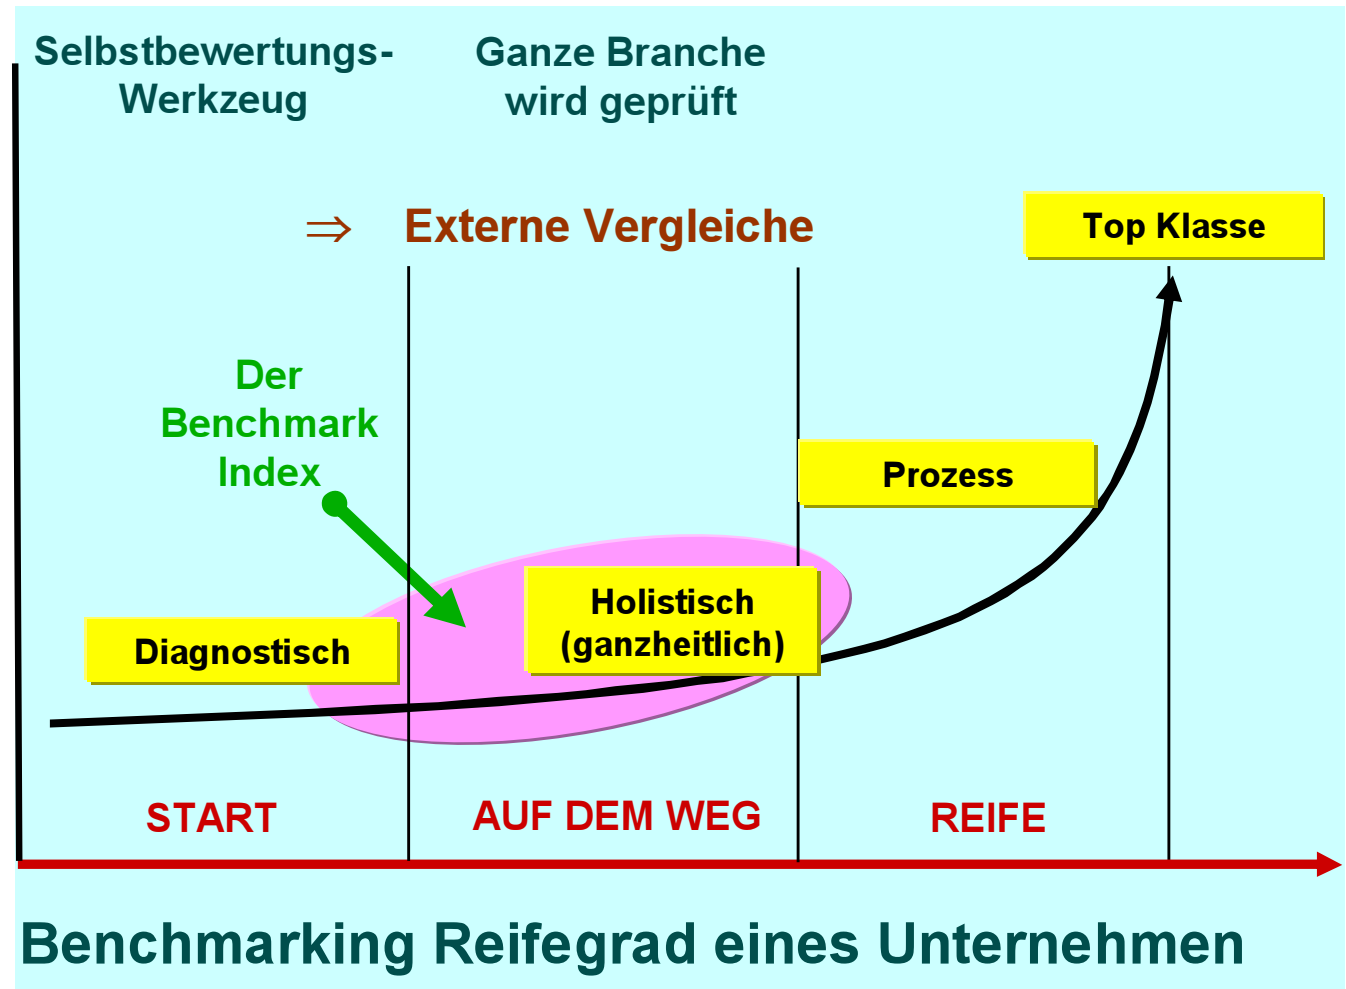 Selbstbewertungs-
Werkzeug
Ganze Branche
wird geprüft
⇒ Externe Vergleiche
Top Klasse
Der
Benchmark
Index
Prozess
Holistisch
(ganzheitlich)
Diagnostisch
START
AUF DEM WEG
REIFE
Benchmarking Reifegrad eines Unternehmen